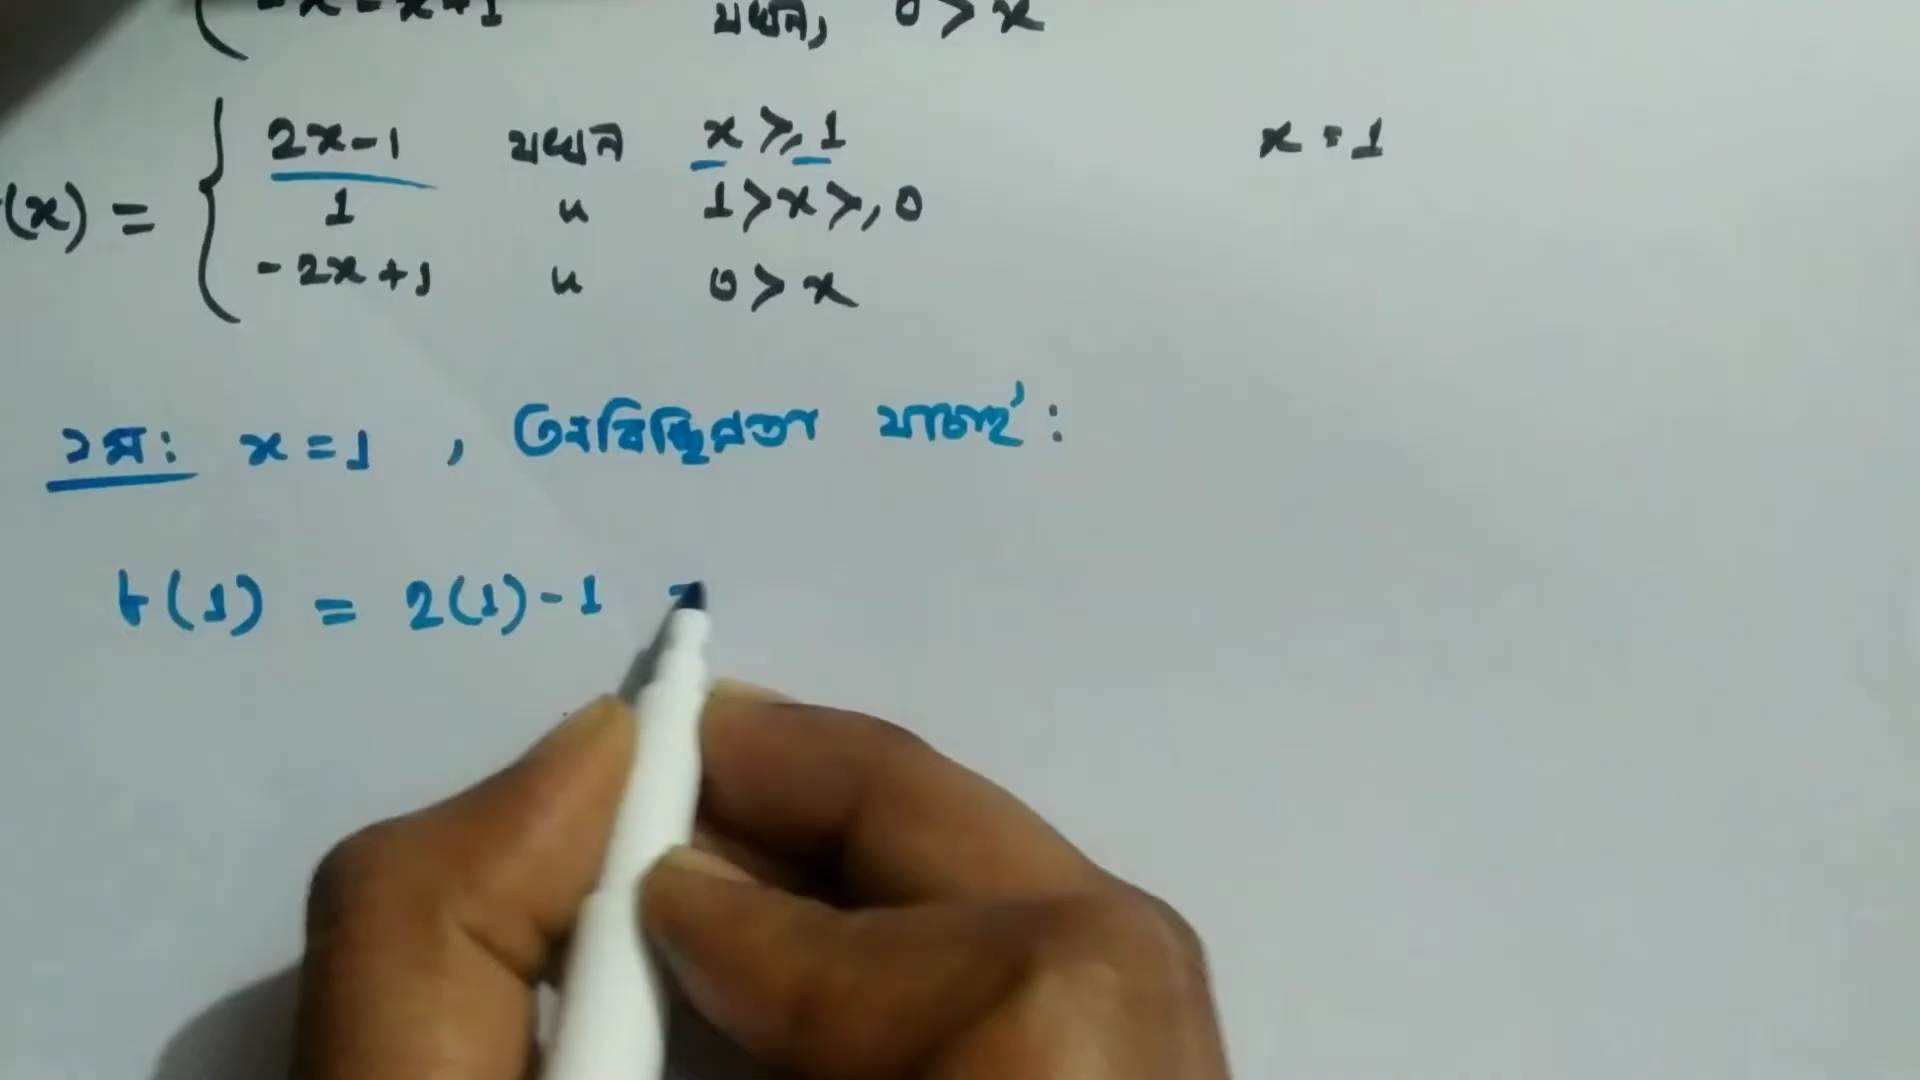 -x-x+1 যখন, 0 > x
2x-1 যখন x ≥ 1 x = 1
(x) = { 1 " 1 > x ≥ 0
-2x+1 " 0 > x
১ম: x = 1 , অবিচ্ছিন্নতা যাচাই :
f(1) = 2(1)-1 =